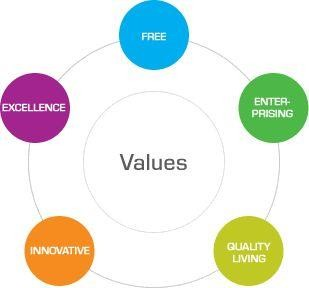 FREE
EXCELLENCE
ENTER-
PRISING
Values
INNOVATIVE
QUALITY
LIVING